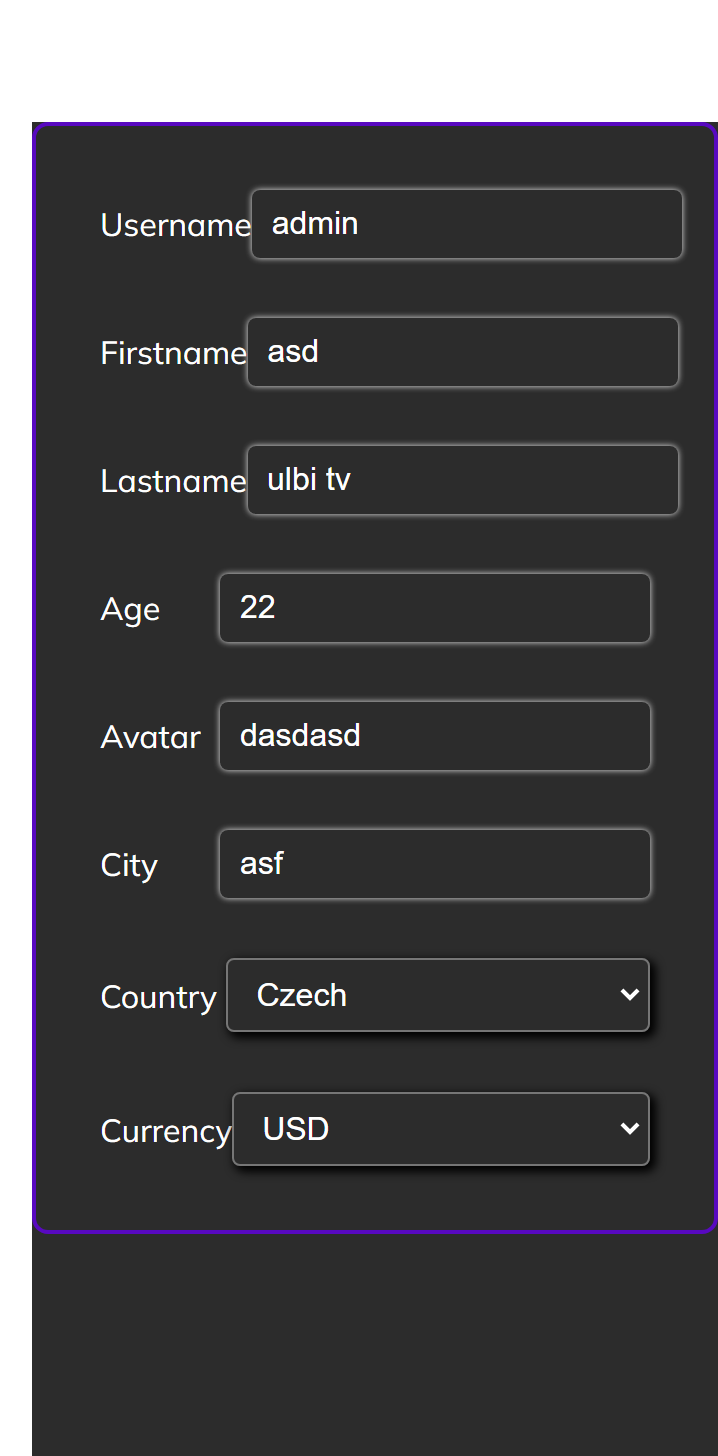 Username admin
Firstname asd
Lastname ulbi tv
Age 22
Avatar dasdasd
City asf
Country Czech
Currency USD